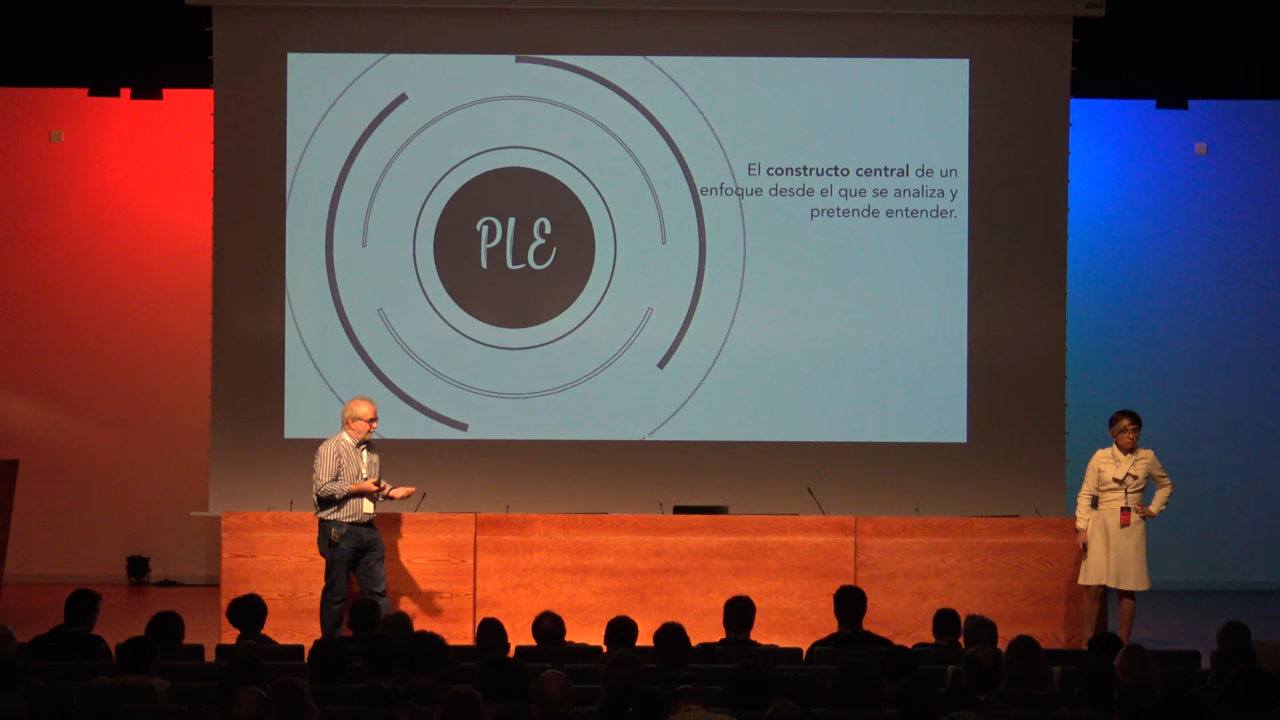 PLE
El constructo central de un
enfoque desde el que se analiza y
pretende entender.